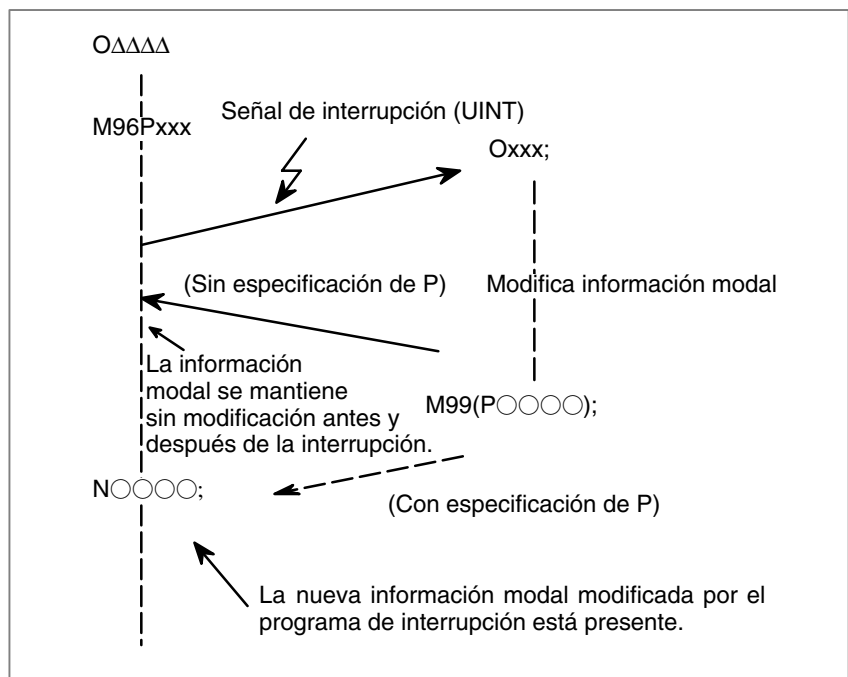 O∆∆∆∆
M96Pxxx
Señal de interrupción (UINT)
Oxxx;
(Sin especificación de P)
Modifica información modal
La información
modal se mantiene
sin modificación antes y
después de la interrupción.
M99(P○○○○);
N○○○○;
(Con especificación de P)
La nueva información modal modificada por el
programa de interrupción está presente.